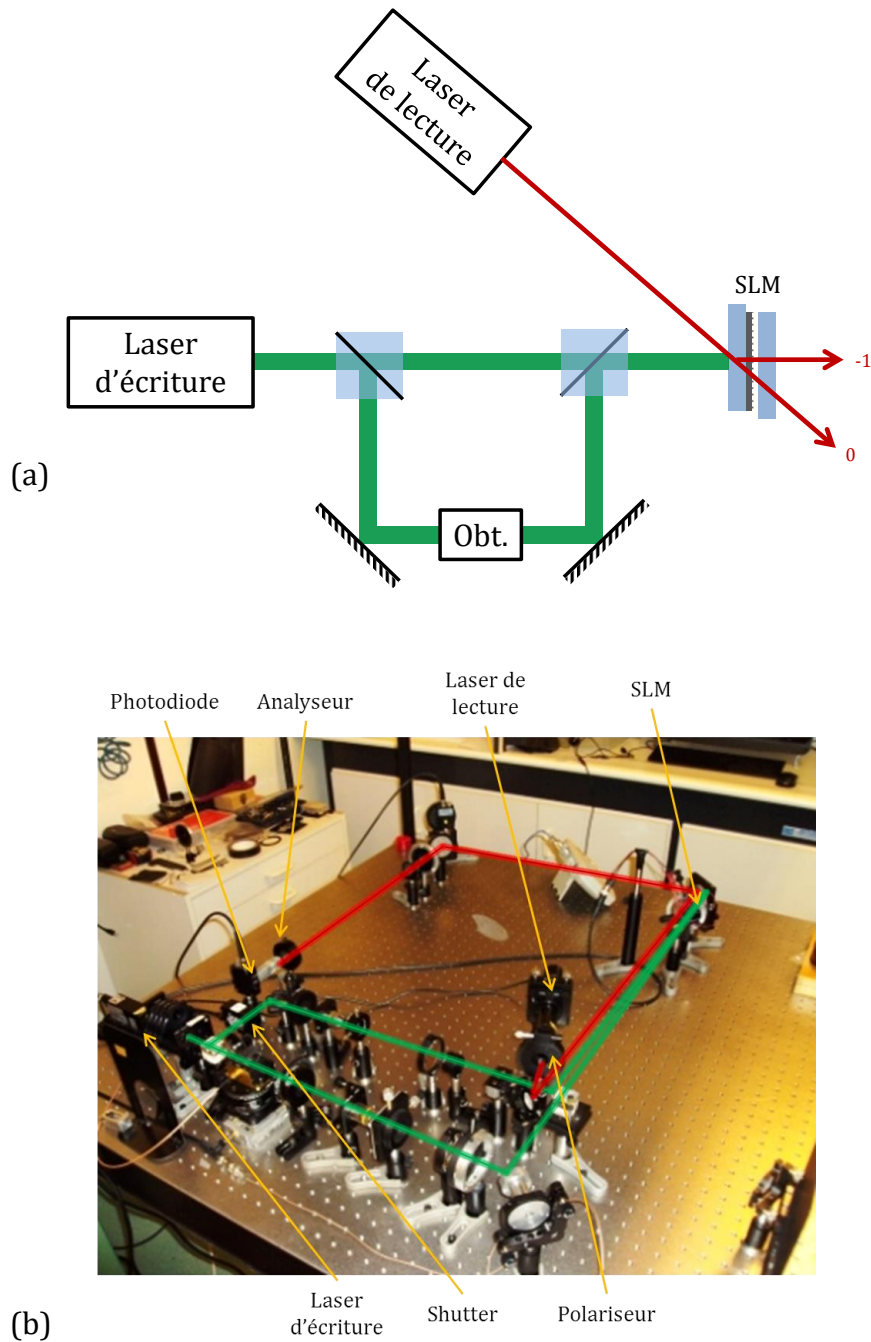 Laser
de lecture
SLM
Laser
d'écriture
-1
0
(a)
Obt.
Photodiode
Analyseur
Laser de
lecture
SLM
Laser
d'écriture
Shutter
Polariseur
(b)